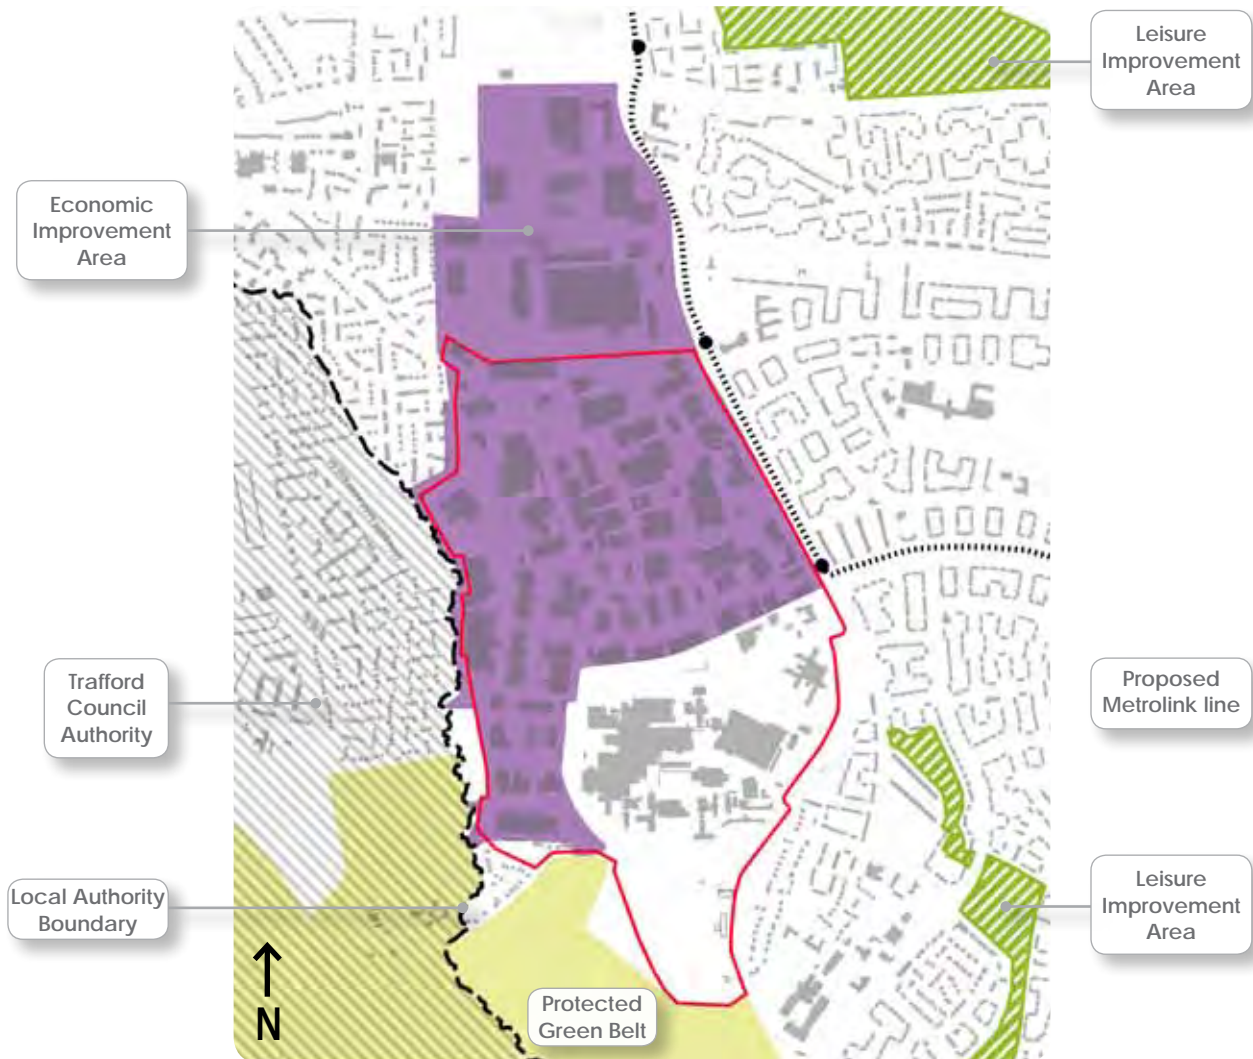 Leisure
Improvement
Area
Economic
Improvement
Area
Trafford
Council
Authority
Proposed
Metrolink line
Local Authority
Boundary
Leisure
Improvement
Area
Protected
Green Belt
N